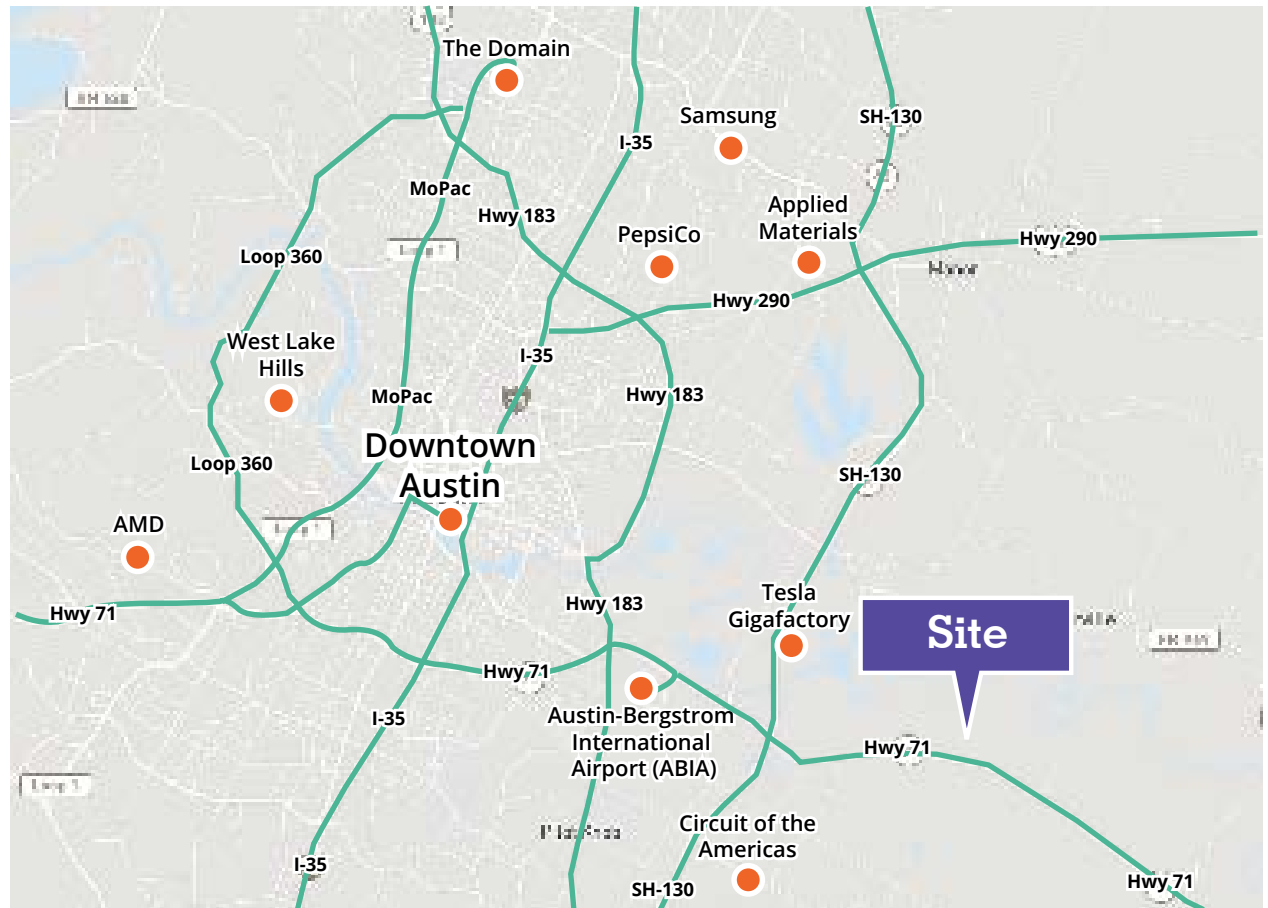 The Domain
Samsung
SH-130
I-35
MoPac
Hwy 183
Applied
Materials
PepsiCo
Hwy 290
Loop 360
Manor
Hwy 290
West Lake
Hills
I-35
MoPac
Hwy 183
Downtown
Austin
Loop 360
SH-130
AMD
Hwy 71
Hwy 183
Tesla
Gigafactory
Site
Hwy 71
Austin-Bergstrom
International
Airport (ABIA)
I-35
Hwy 71
Circuit of the
Americas
I-35
SH-130
Hwy 71